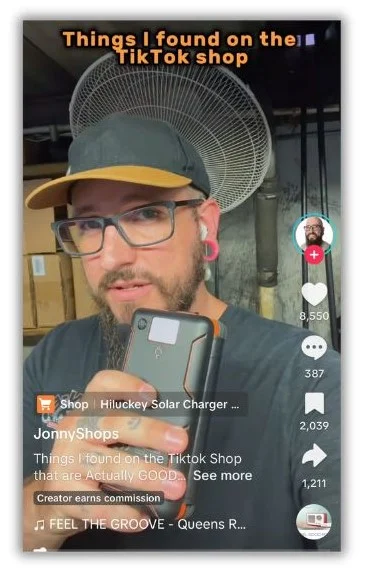 Things I found on the
TikTok shop
8,550
387
2,039
1,211
Shop | Hiluckey Solar Charger ...
JonnyShops
Things I found on the Tiktok Shop
that are Actually GOOD... See more
Creator earns commission
♫ FEEL THE GROOVE - Queens R...